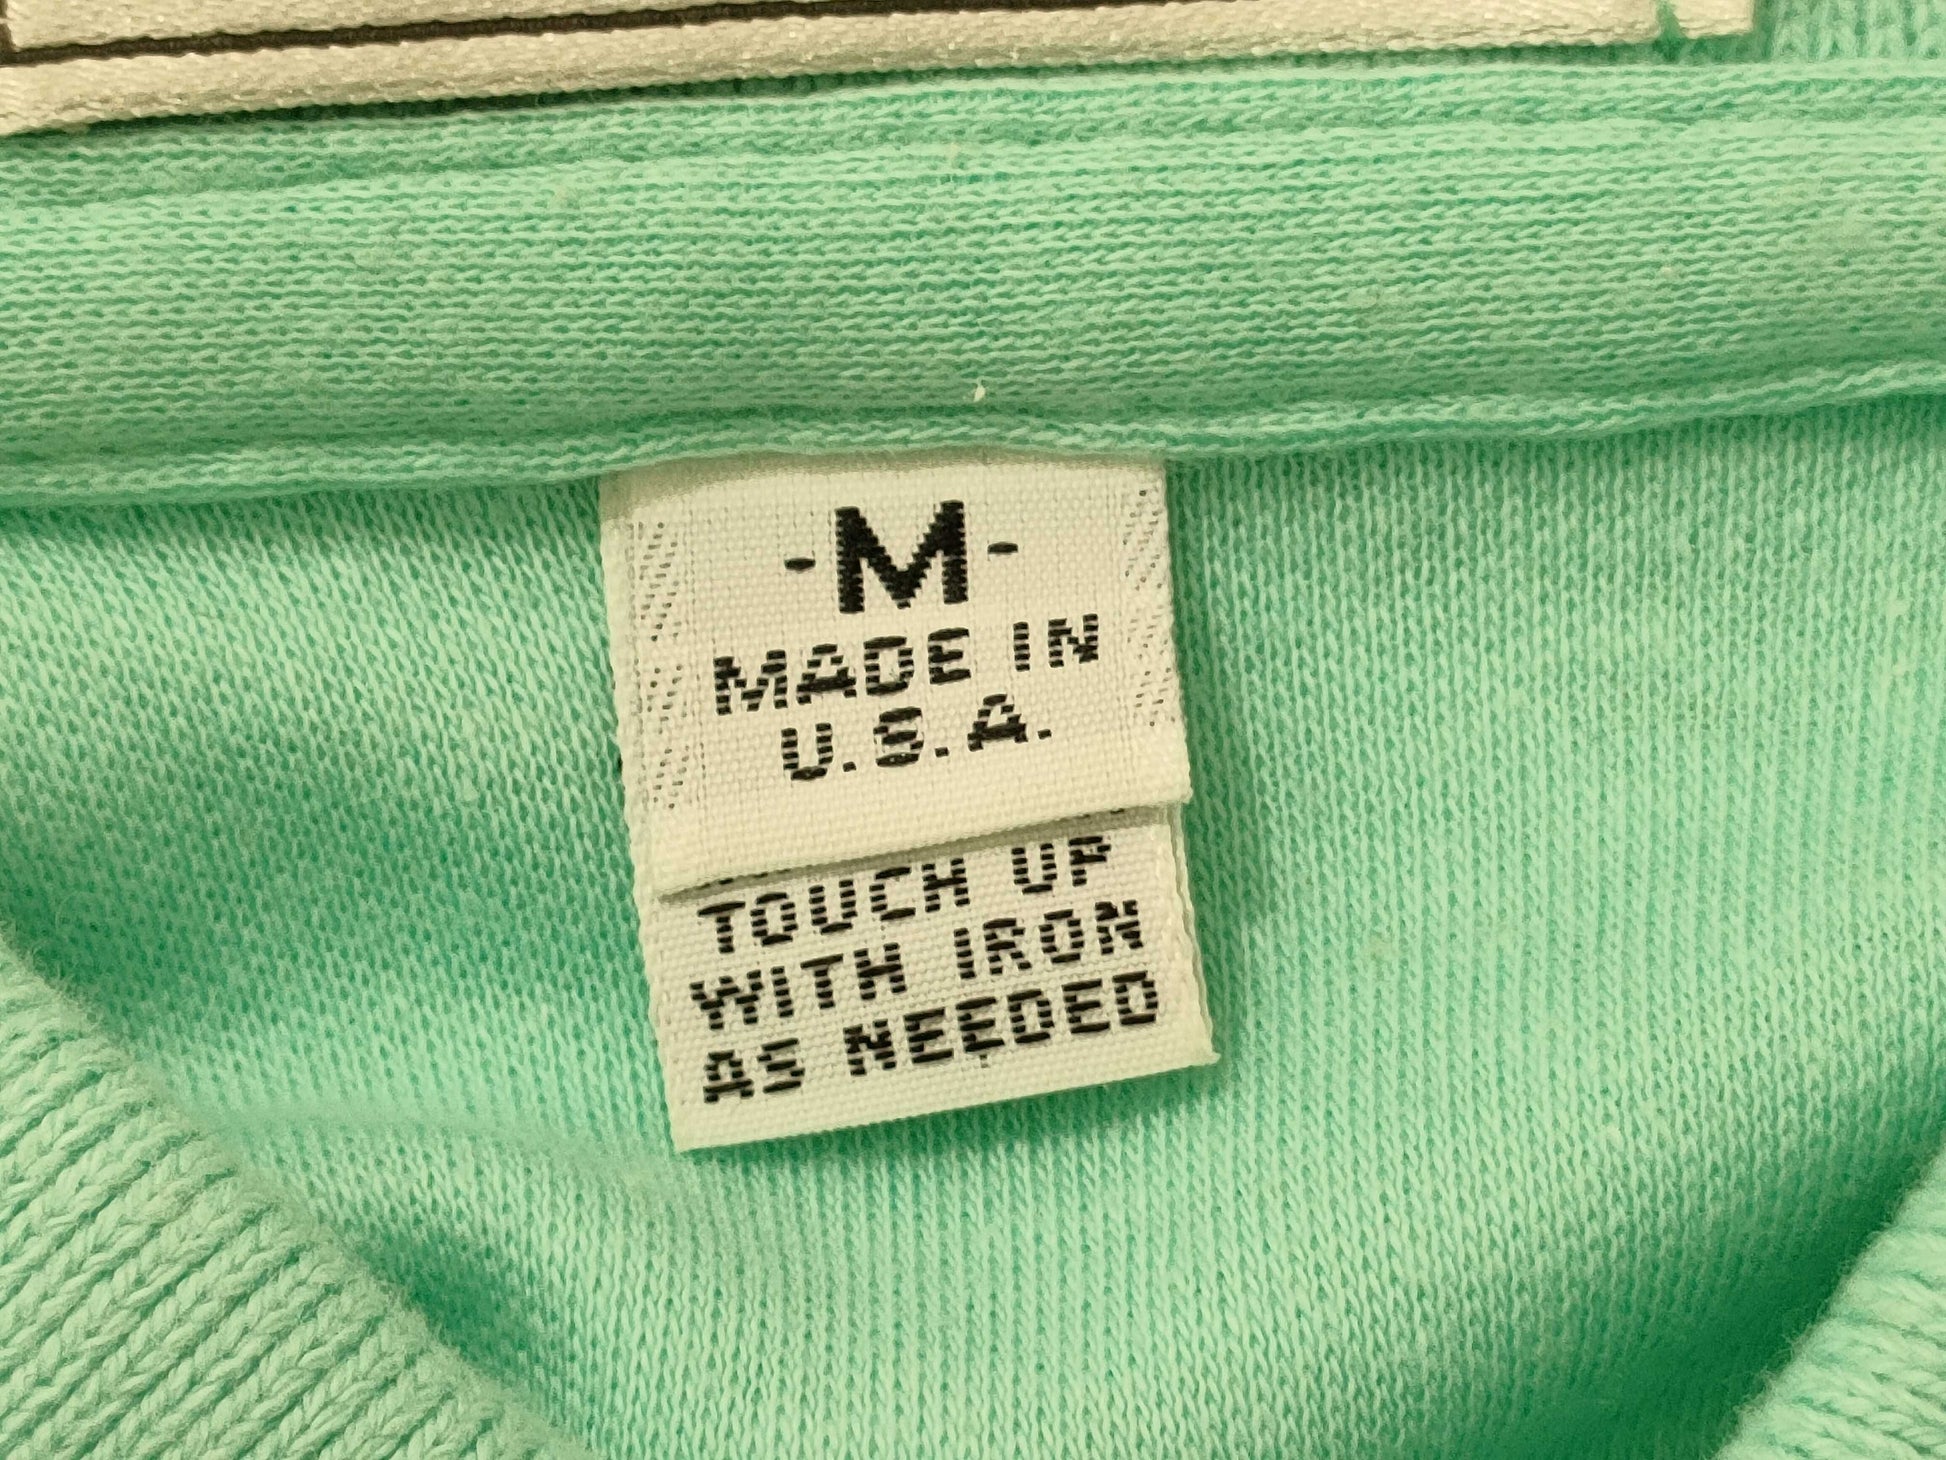 -M-
MADE IN
U.S.A.
TOUCH UP
WITH IRON
AS NEEDED